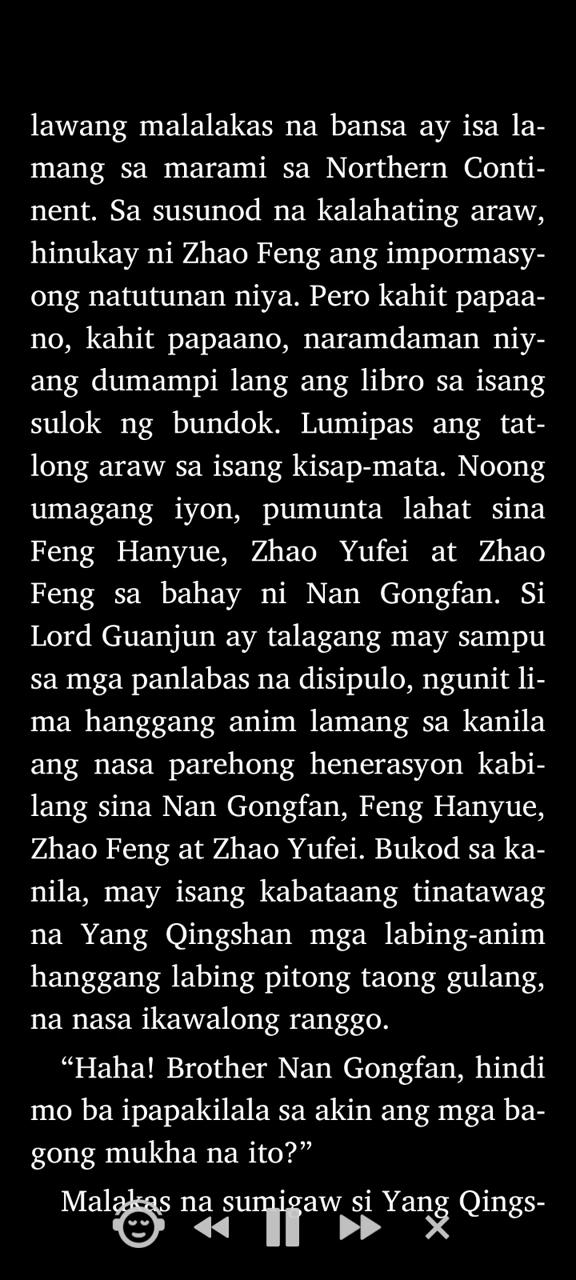 lawang malalakas na bansa ay isa la-
mang sa marami sa Northern Conti-
nent. Sa susunod na kalahating araw,
hinukay ni Zhao Feng ang impormasy-
ong natutunan niya. Pero kahit papaa-
no, kahit papaano, naramdaman niy-
ang dumampi lang ang libro sa isang
sulok ng bundok. Lumipas ang tat-
long araw sa isang kisap-mata. Noong
umagang iyon, pumunta lahat sina
Feng Hanyue, Zhao Yufei at Zhao
Feng sa bahay ni Nan Gongfan. Si
Lord Guanjun ay talagang may sampu
sa mga panlabas na disipulo, ngunit li-
ma hanggang anim lamang sa kanila
ang nasa parehong henerasyon kabi-
lang sina Nan Gongfan, Feng Hanyue,
Zhao Feng at Zhao Yufei. Bukod sa ka-
nila, may isang kabataang tinatawag
na Yang Qingshan mga labing-anim
hanggang labing pitong taong gulang,
na nasa ikawalong ranggo.
“Haha! Brother Nan Gongfan, hindi
mo ba ipapakilala sa akin ang mga ba-
gong mukha na ito?”
Malakas na sumigaw si Yang Qings-